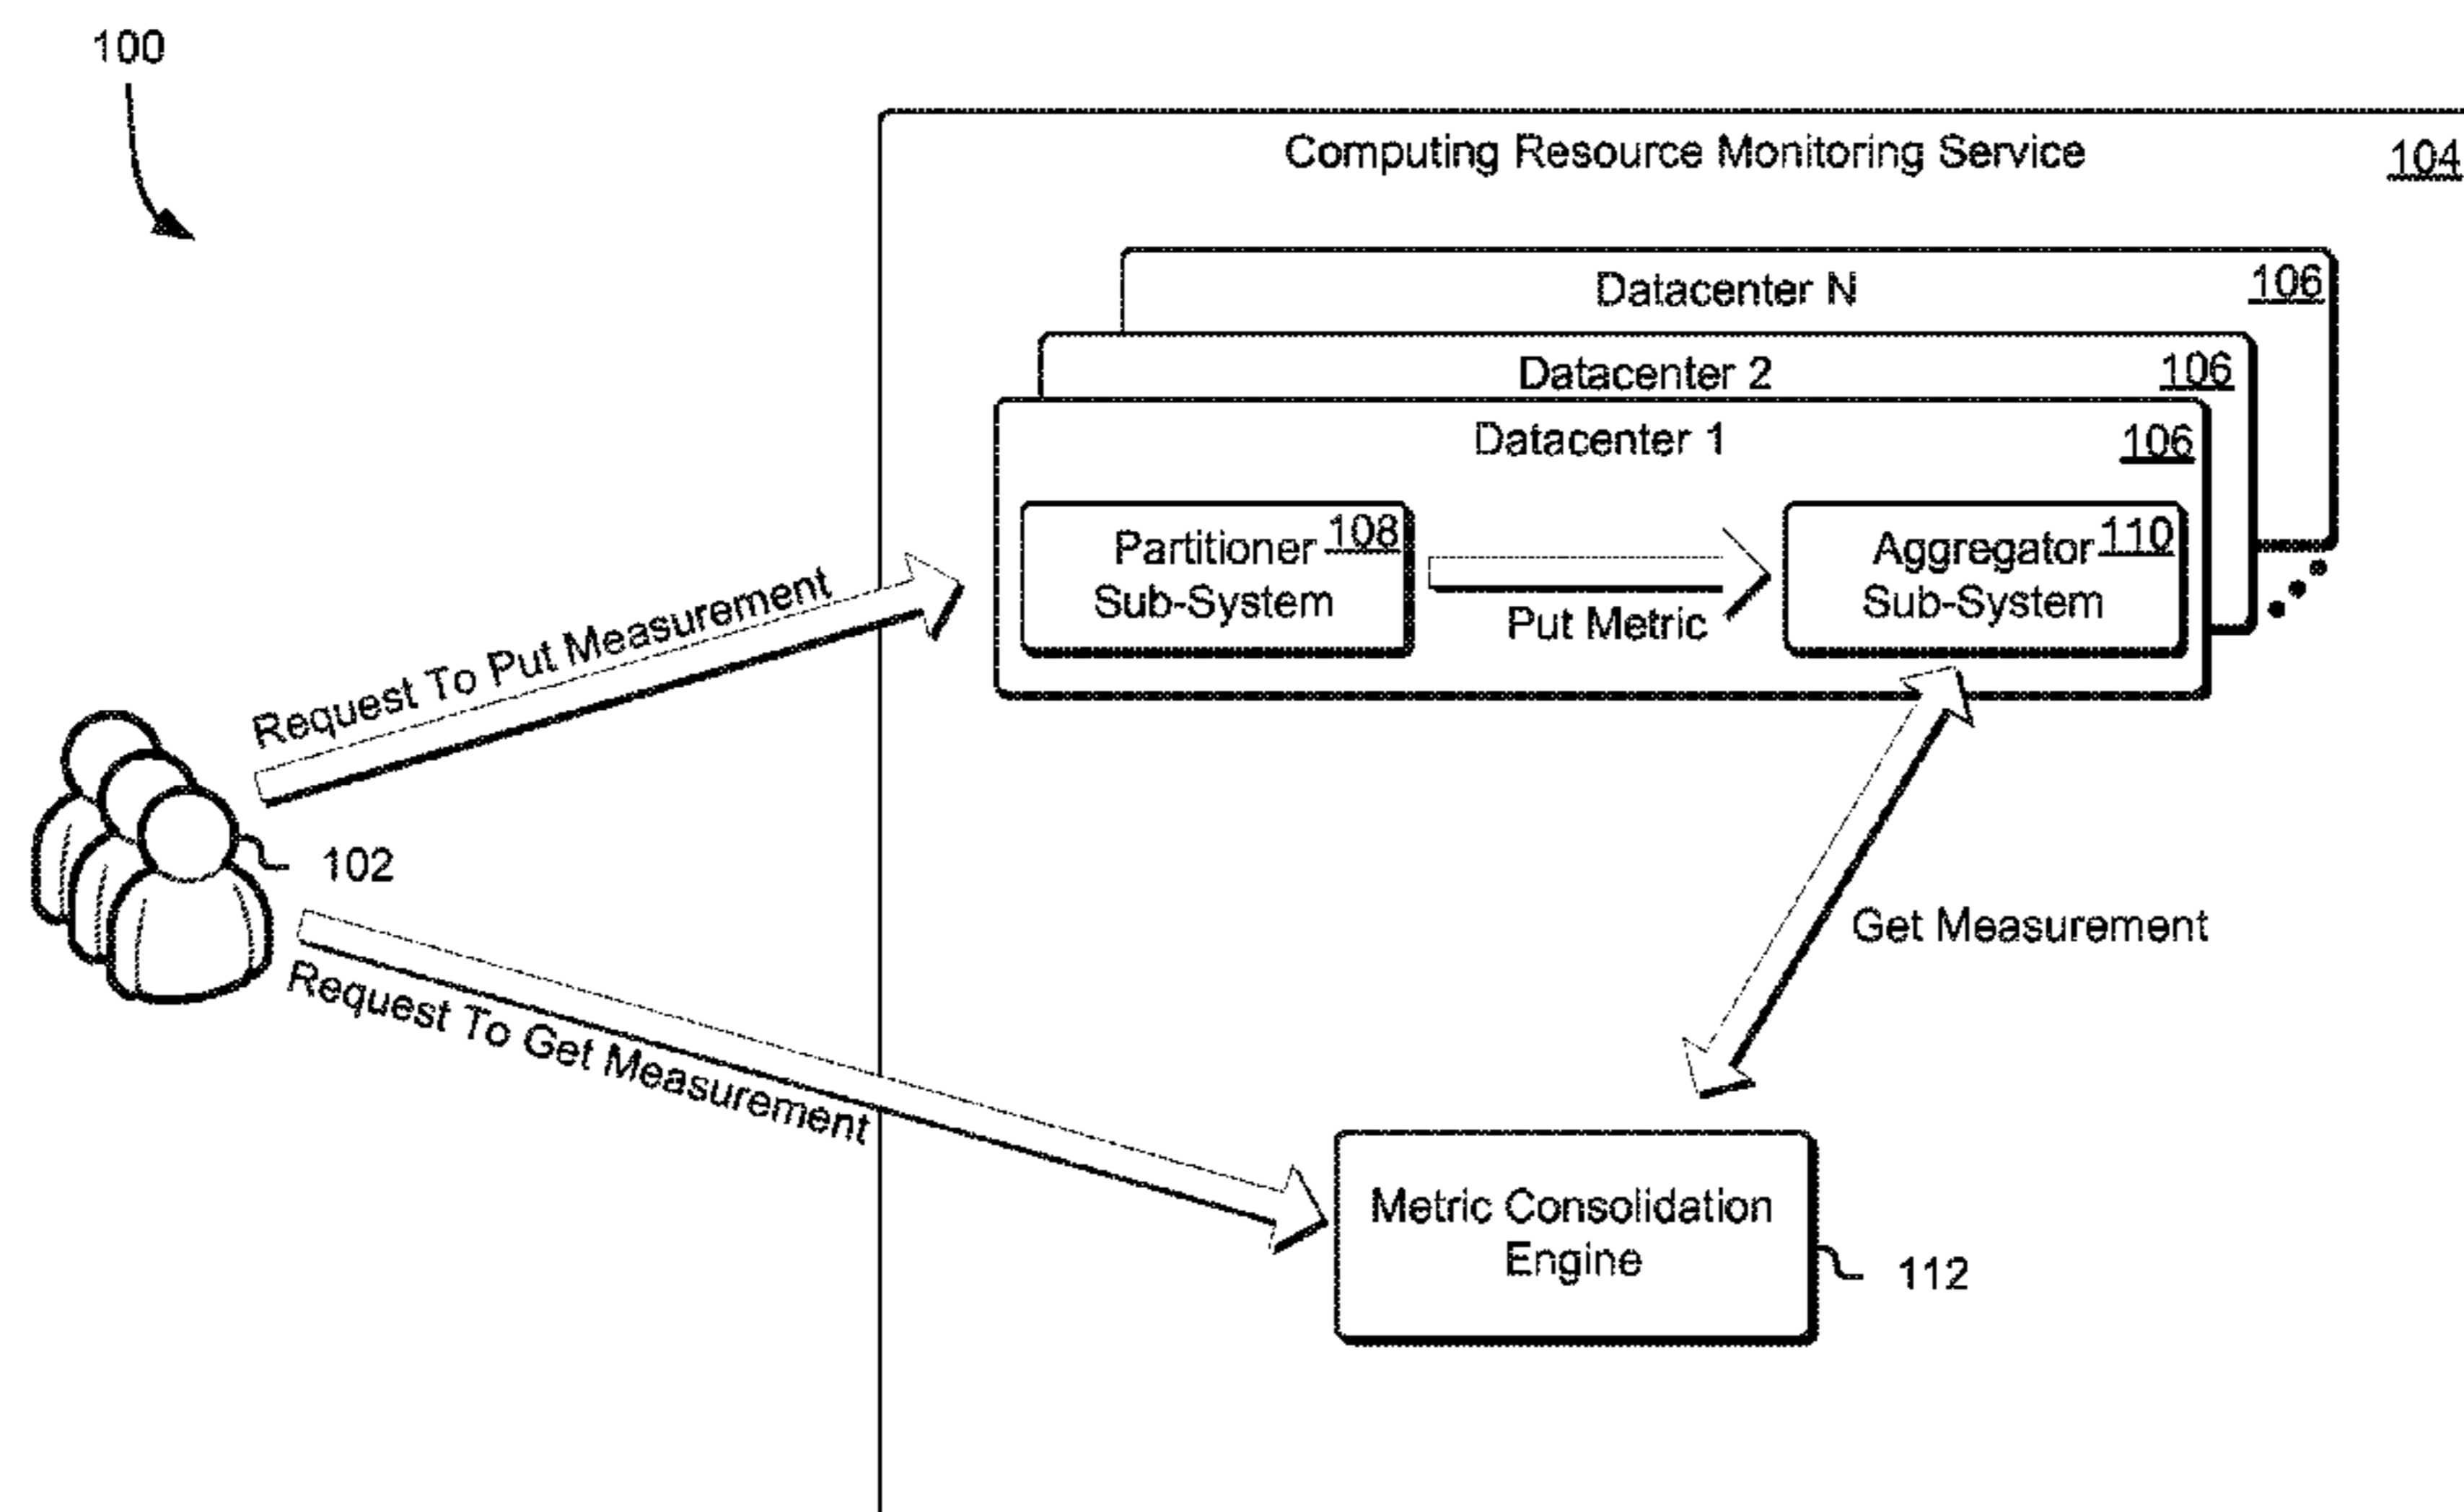 100
Computing Resource Monitoring Service
104
Datacenter N
106
Datacenter 2
106
Datacenter 1
106
Partitioner
Sub-System
108
Put Metric
Aggregator
Sub-System
110
Request To Put Measurement
102
Request To Get Measurement
Get Measurement
Metric Consolidation
Engine
112